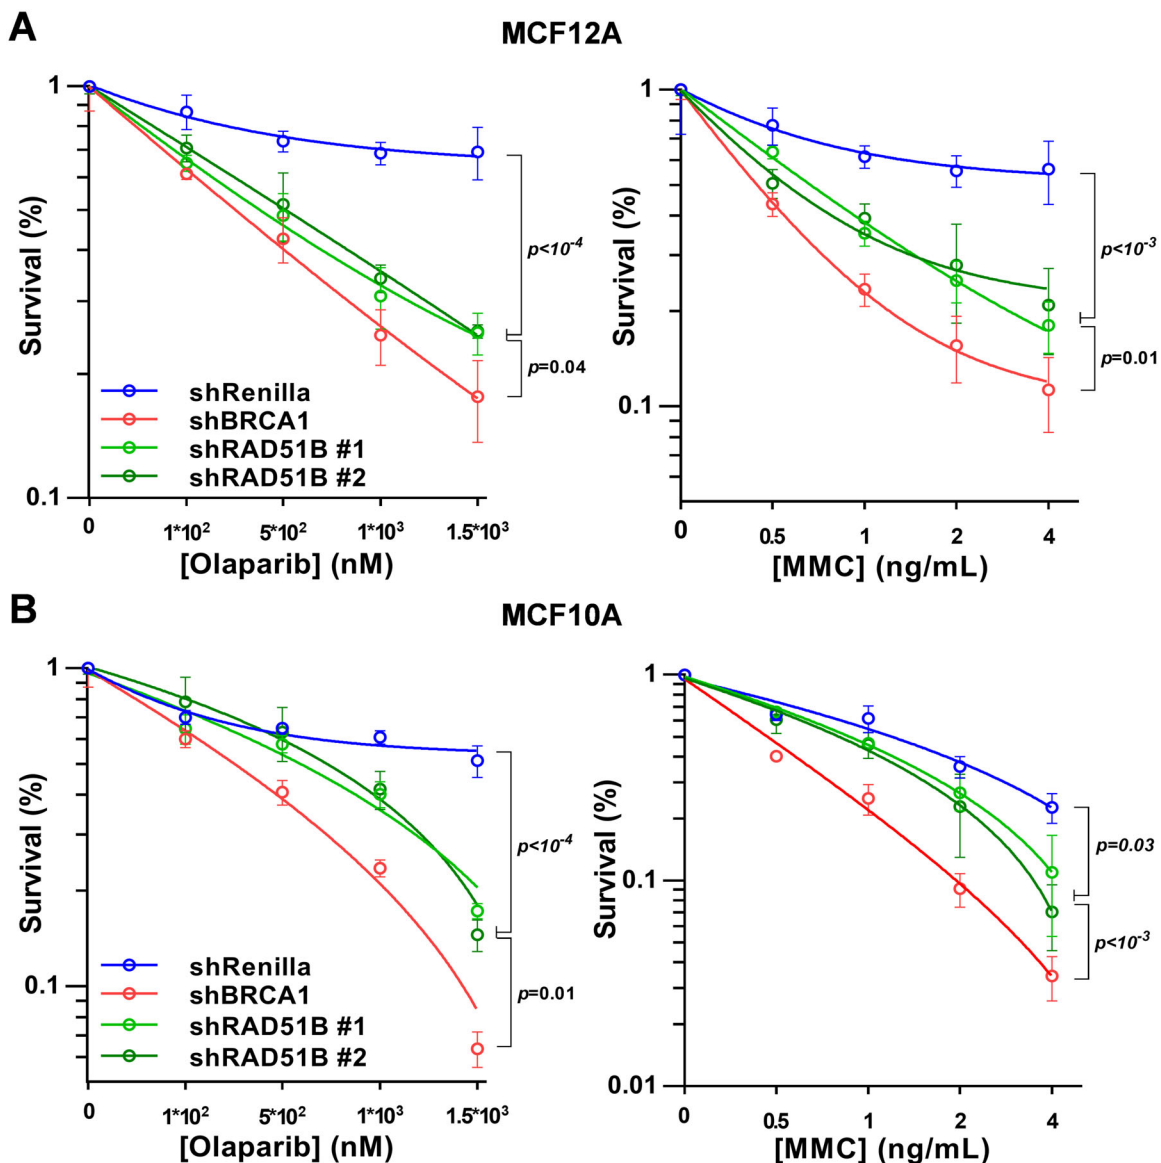 A
MCF12A
1
0.1
Survival (%)
0
1*10²
5*10²
1*10³
1.5*10³
[Olaparib] (nM)
shRenilla
shBRCA1
shRAD51B #1
shRAD51B #2
p<10⁻⁴
p=0.04
1
0.1
Survival (%)
0
0.5
1
2
4
[MMC] (ng/mL)
p<10⁻³
p=0.01
B
MCF10A
1
0.1
Survival (%)
0
1*10²
5*10²
1*10³
1.5*10³
[Olaparib] (nM)
shRenilla
shBRCA1
shRAD51B #1
shRAD51B #2
p<10⁻⁴
p=0.01
1
0.1
0.01
Survival (%)
0
0.5
1
2
4
[MMC] (ng/mL)
p=0.03
p<10⁻³